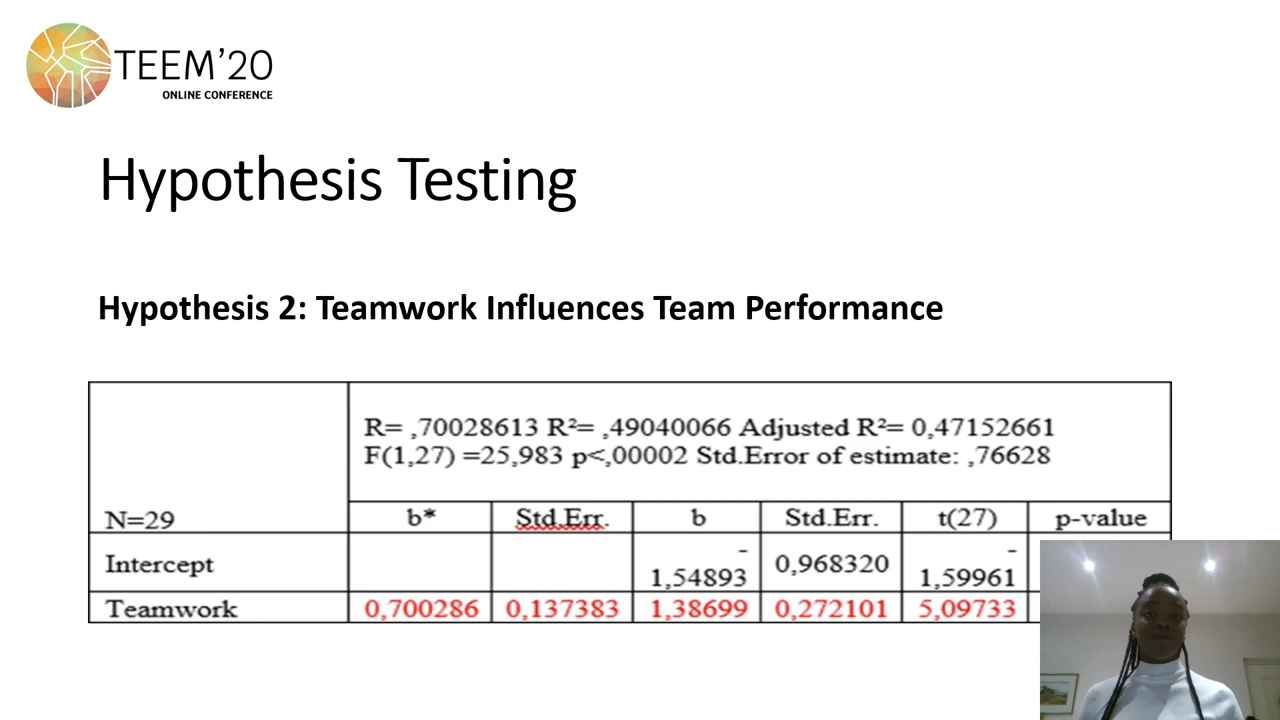 TEEM’20
ONLINE CONFERENCE
Hypothesis Testing
Hypothesis 2: Teamwork Influences Team Performance
R= ,70028613 R²= ,49040066 Adjusted R²= 0,47152661
F(1,27) =25,983 p<,00002 Std.Error of estimate: ,76628
N=29 b* Std.Err. b Std.Err. t(27) p-value
Intercept -1,54893 0,968320 -1,59961
Teamwork 0,700286 0,137383 1,38699 0,272101 5,09733